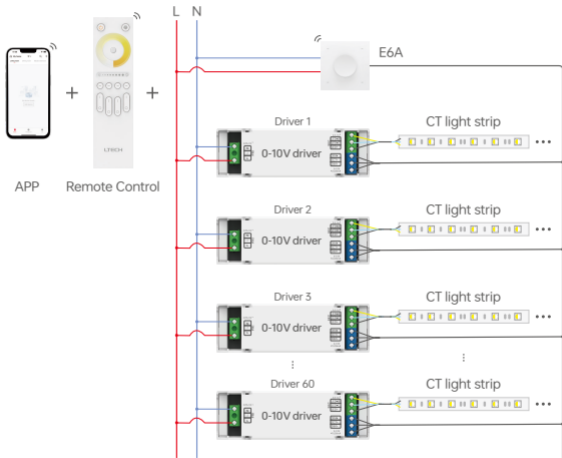 L N
E6A
APP
+
Remote Control
+
LTECH
Driver 1
0-10V driver
CT light strip
Driver 2
0-10V driver
CT light strip
Driver 3
0-10V driver
CT light strip
Driver 60
0-10V driver
CT light strip